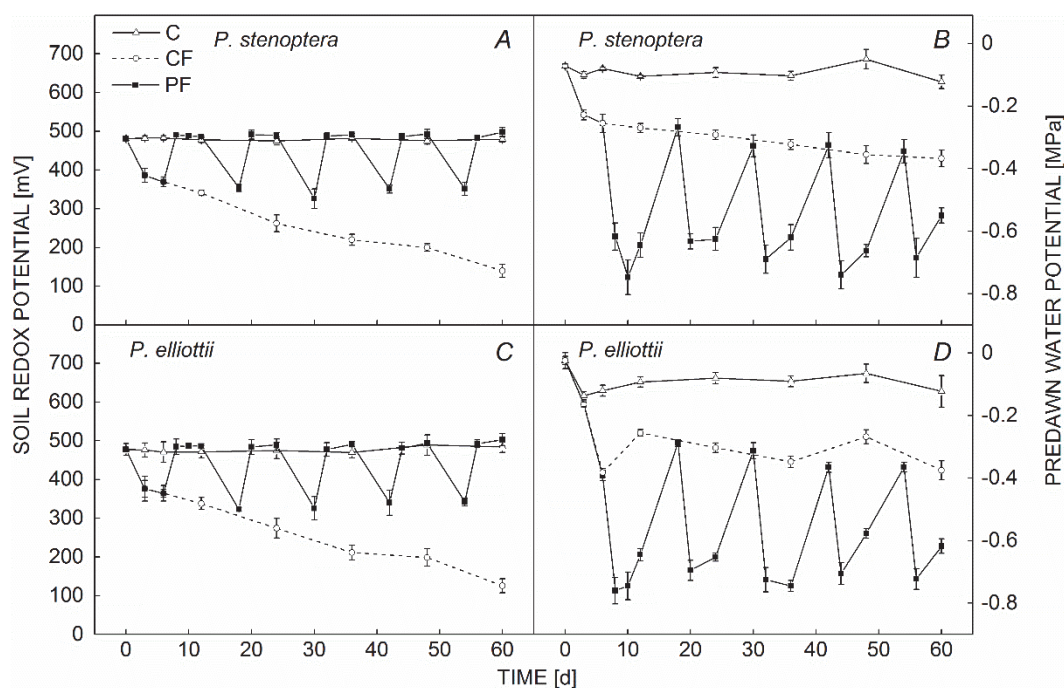 C
CF
PF
P. stenoptera A
P. stenoptera B
P. elliottii C
P. elliottii D
SOIL REDOX POTENTIAL [mV]
700
600
500
400
300
200
100
0
700
600
500
400
300
200
100
0
PREDAWN WATER POTENTIAL [MPa]
0
-0.2
-0.4
-0.6
-0.8
0
-0.2
-0.4
-0.6
-0.8
0 10 20 30 40 50 60
0 10 20 30 40 50 60
TIME [d]